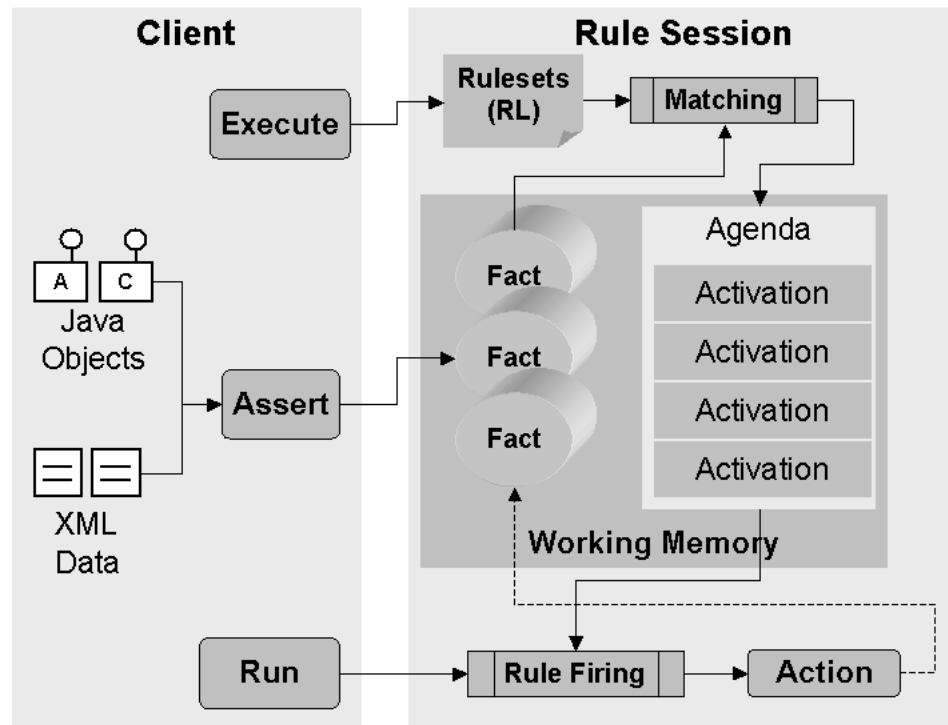 Client
Rule Session
Execute
Rulesets
(RL)
Matching
A
C
Java
Objects
Assert
XML
Data
Fact
Fact
Fact
Agenda
Activation
Activation
Activation
Activation
Working Memory
Run
Rule Firing
Action